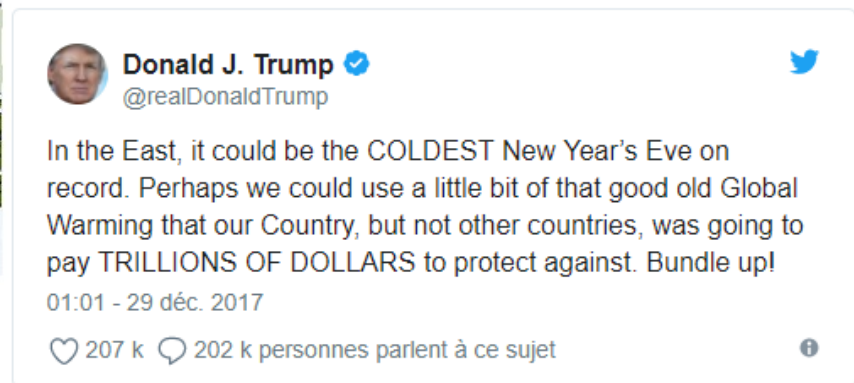 Donald J. Trump
@realDonaldTrump
In the East, it could be the COLDEST New Year’s Eve on
record. Perhaps we could use a little bit of that good old Global
Warming that our Country, but not other countries, was going to
pay TRILLIONS OF DOLLARS to protect against. Bundle up!
01:01 - 29 déc. 2017
207 k 202 k personnes parlent à ce sujet